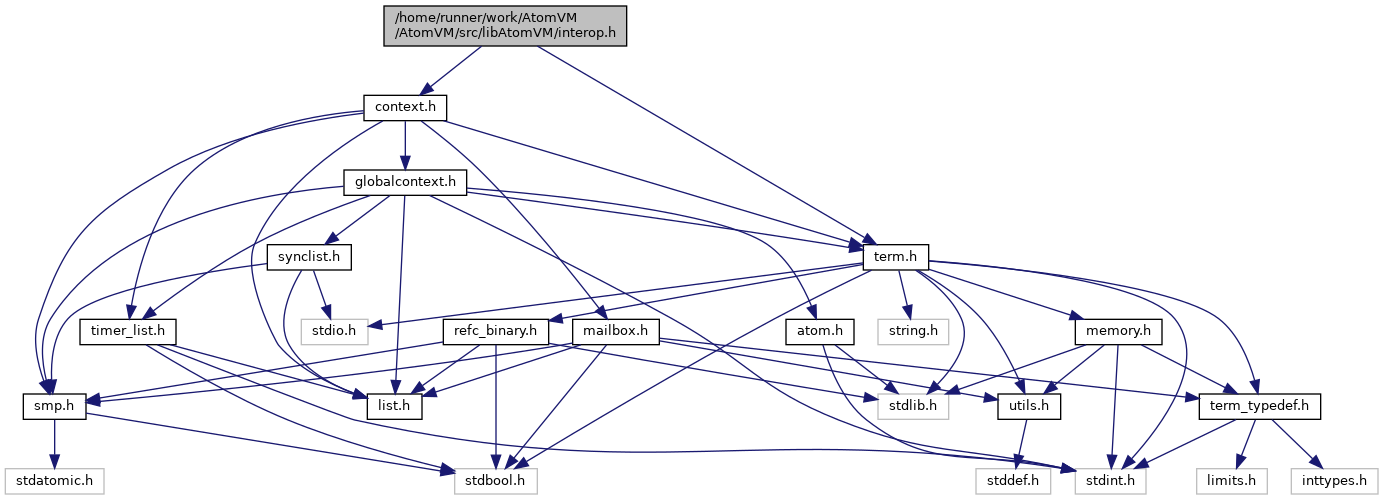 /home/runner/work/AtomVM
/AtomVM/src/libAtomVM/interop.h
context.h
globalcontext.h
synclist.h
term.h
timer_list.h
stdio.h
refc_binary.h
mailbox.h
atom.h
string.h
memory.h
smp.h
list.h
stdlib.h
utils.h
term_typedef.h
stdatomic.h
stdbool.h
stddef.h
stdint.h
limits.h
inttypes.h